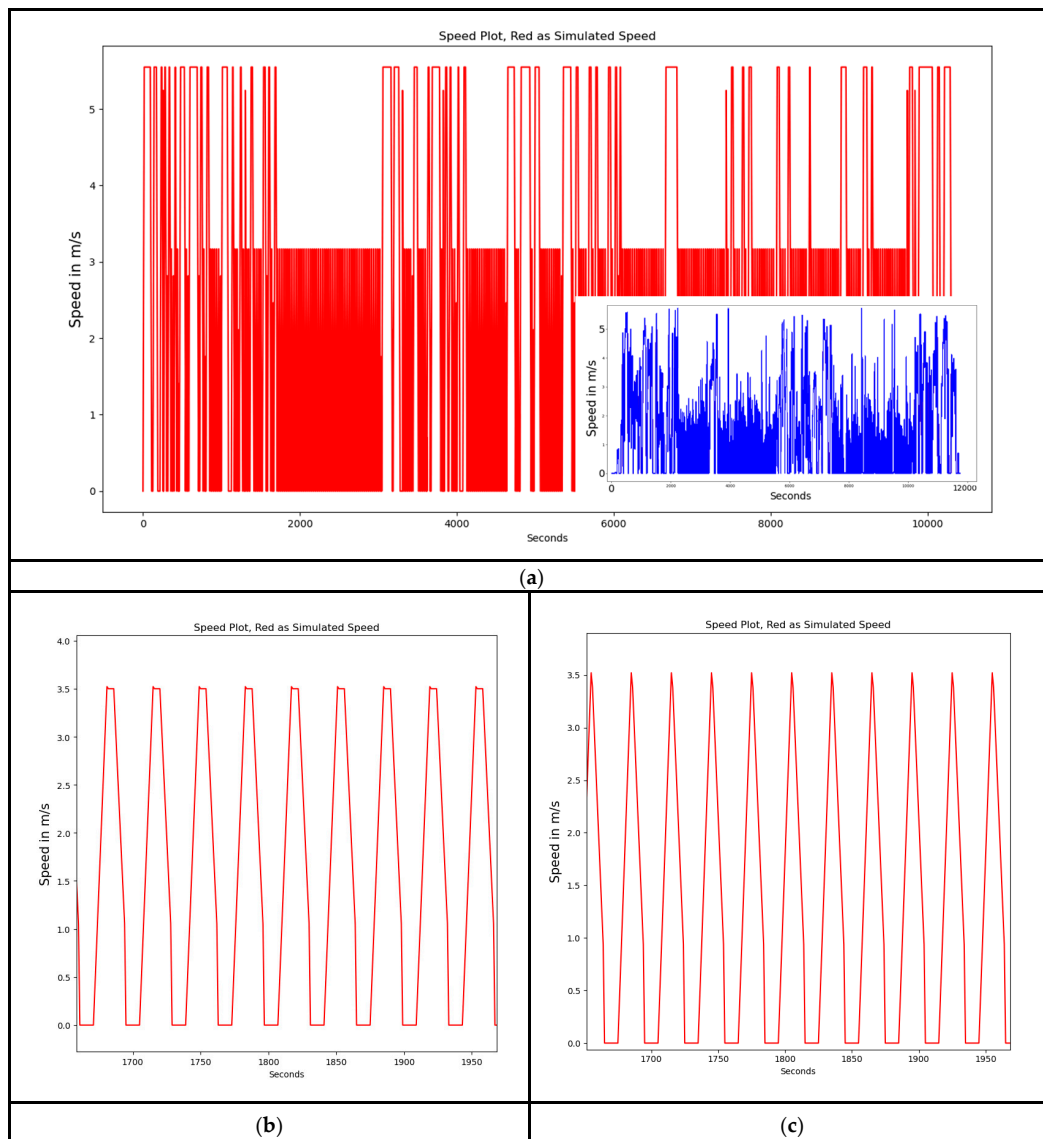 Speed Plot, Red as Simulated Speed
Speed in m/s
5
4
3
2
1
0
0 2000 4000 6000 8000 10000
Seconds
Speed in m/s
5
4
3
2
1
0
0 2000 4000 6000 8000 10000 12000
Seconds
(a)
Speed Plot, Red as Simulated Speed
Speed in m/s
4.0
3.5
3.0
2.5
2.0
1.5
1.0
0.5
0.0
1700 1750 1800 1850 1900 1950
Seconds
(b)
Speed Plot, Red as Simulated Speed
Speed in m/s
3.5
3.0
2.5
2.0
1.5
1.0
0.5
0.0
1700 1750 1800 1850 1900 1950
Seconds
(c)